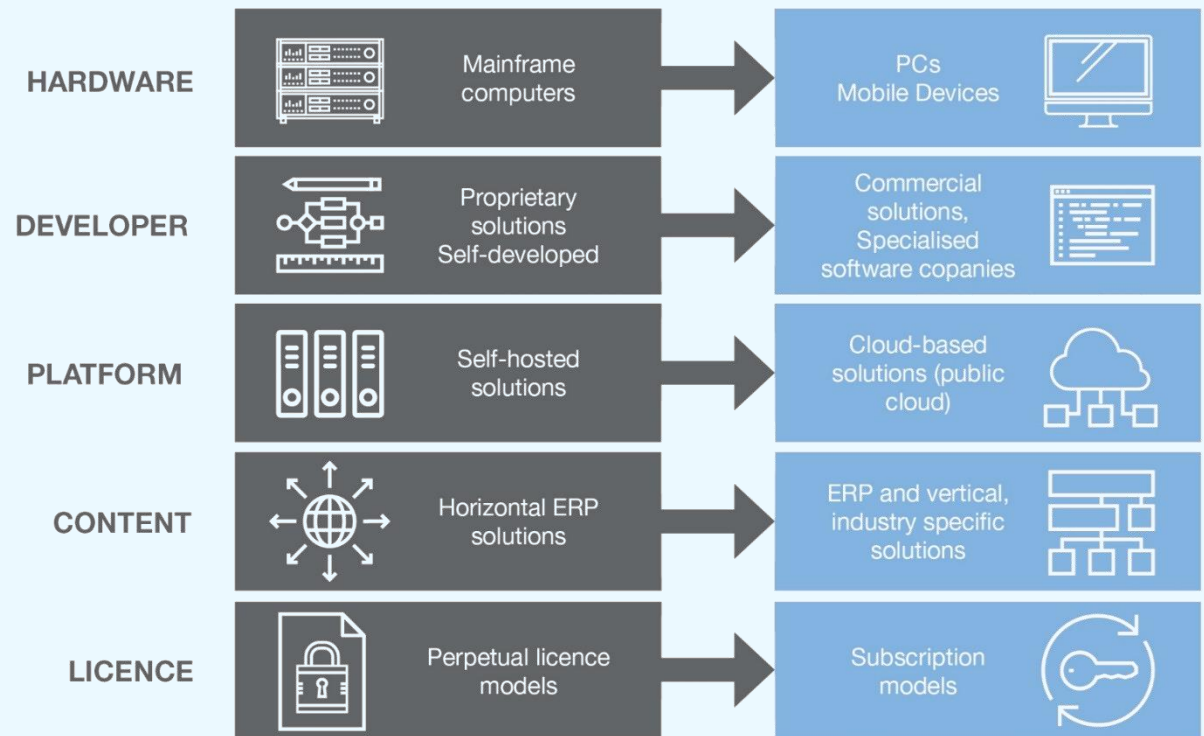 HARDWARE
Mainframe
computers
PCs
Mobile Devices
DEVELOPER
Proprietary
solutions
Self-developed
Commercial
solutions,
Specialised
software copanies
PLATFORM
Self-hosted
solutions
Cloud-based
solutions (public
cloud)
CONTENT
Horizontal ERP
solutions
ERP and vertical,
industry specific
solutions
LICENCE
Perpetual licence
models
Subscription
models